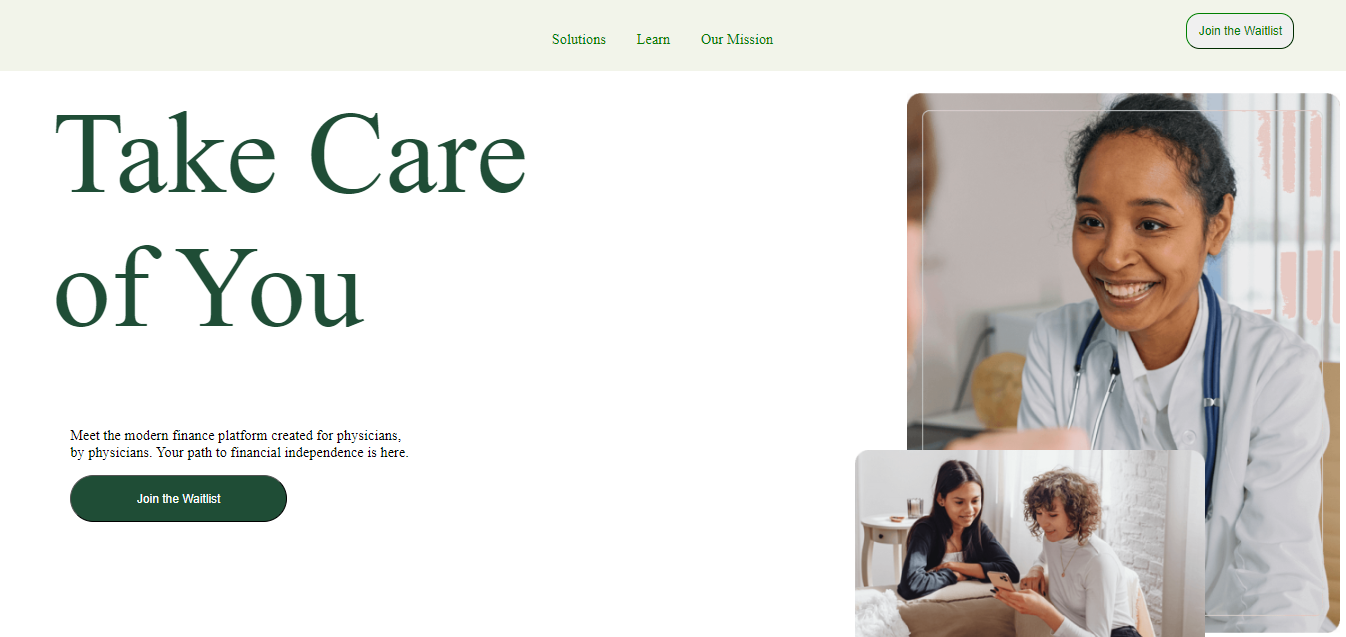 Solutions Learn Our Mission Join the Waitlist
Take Care
of You
Meet the modern finance platform created for physicians,
by physicians. Your path to financial independence is here.
Join the Waitlist